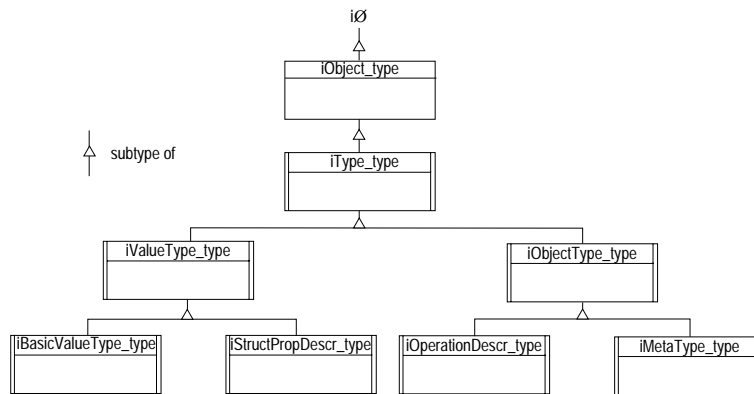 iØ
iObject_type
subtype of
iType_type
iValueType_type
iObjectType_type
iBasicValueType_type
iStructPropDescr_type
iOperationDescr_type
iMetaType_type